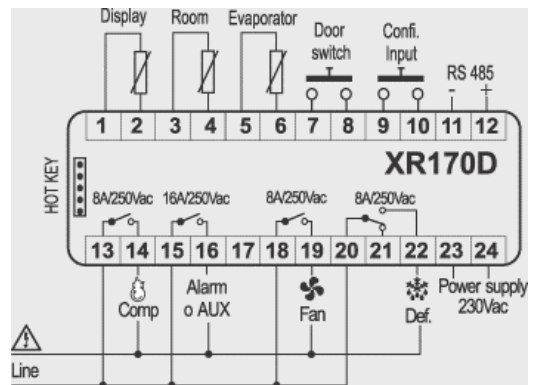 Display Room Evaporator
Door switch
Confi. Input
RS 485
- +
1 2 3 4 5 6 7 8 9 10 11 12
XR170D
HOT KEY
8A/250Vac 16A/250Vac 8A/250Vac 8A/250Vac
13 14 15 16 17 18 19 20 21 22 23 24
Comp
Alarm
o AUX
Fan
Def.
Power supply
230Vac
Line